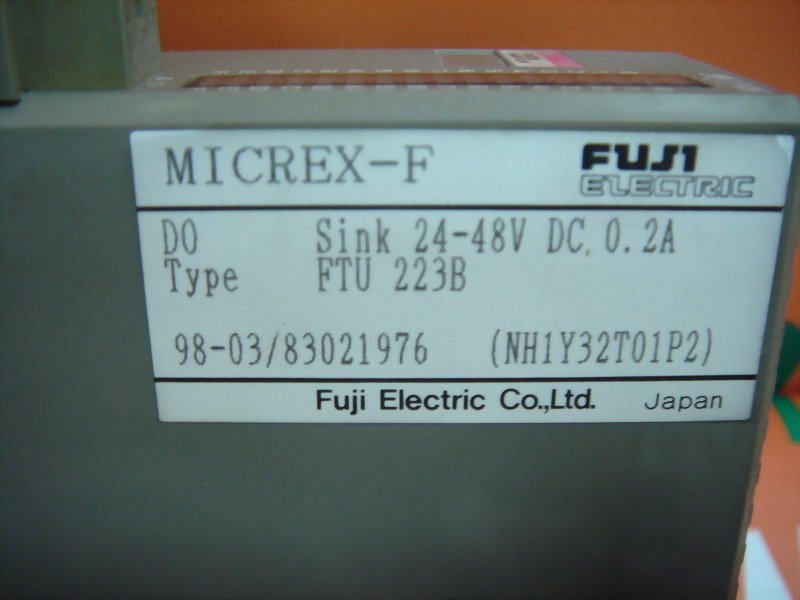 MICREX-F
FUJI
ELECTRIC
DO Sink 24-48V DC, 0.2A
Type FTU 223B
98-03/83021976 (NH1Y32T01P2)
Fuji Electric Co.,Ltd. Japan